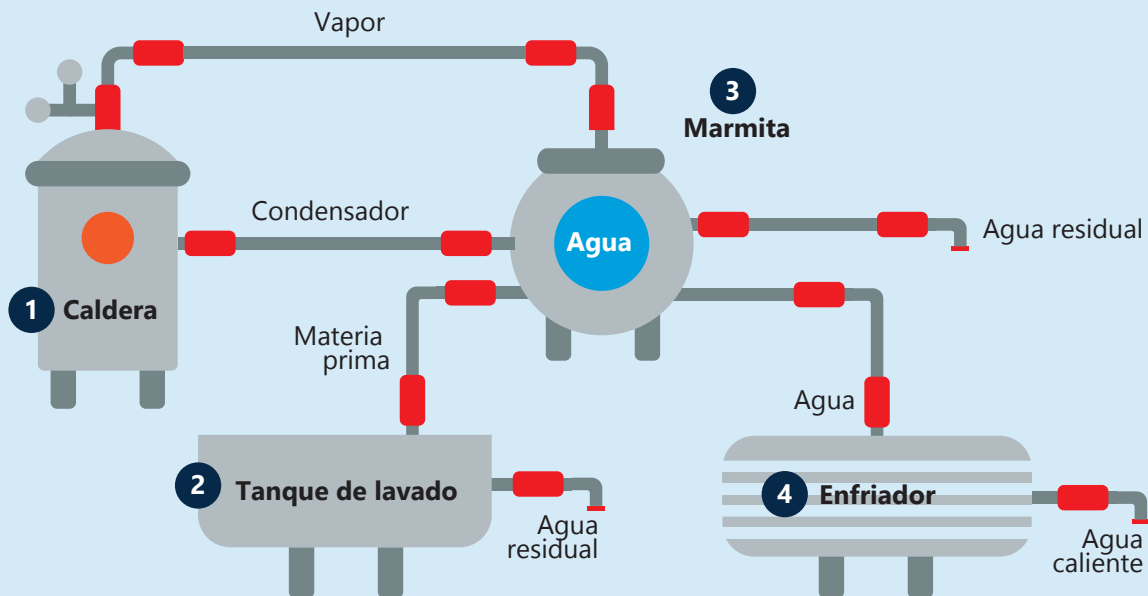 Vapor
3
Marmita
Condensador
Agua
Agua residual
1 Caldera
Materia
prima
Agua
2 Tanque de lavado
4 Enfriador
Agua
residual
Agua
caliente